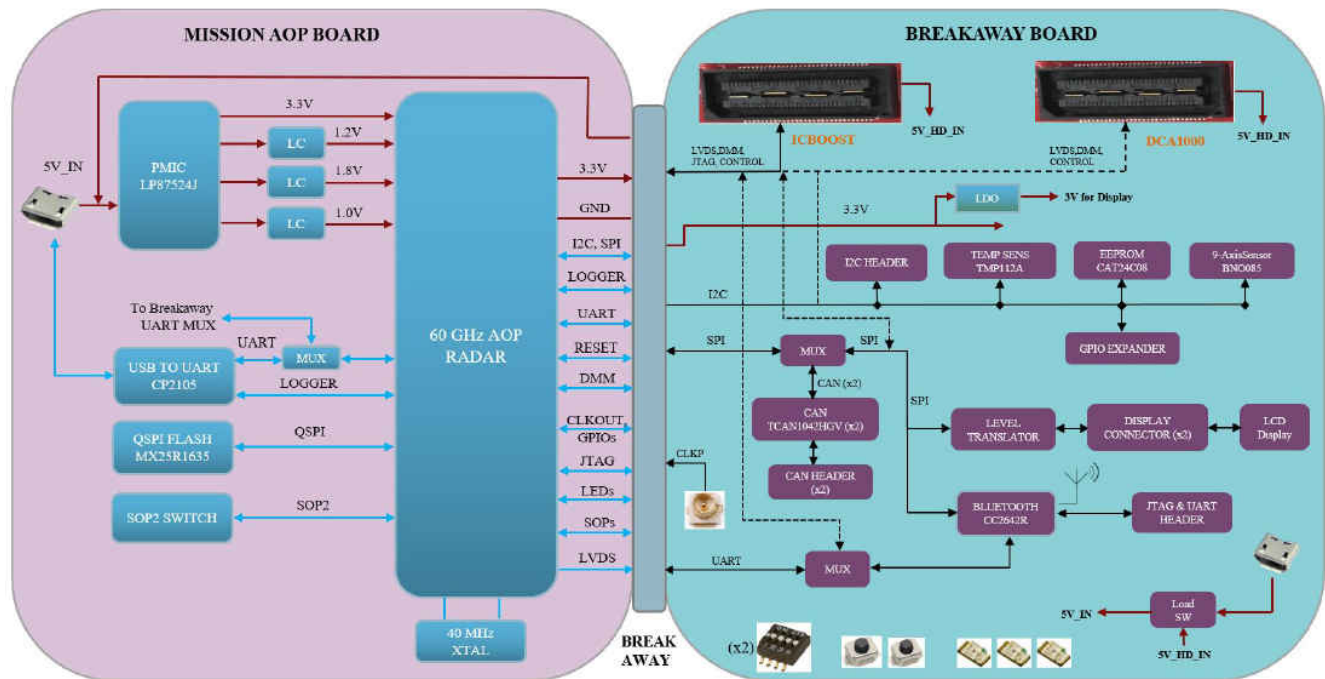 MISSION AOP BOARD
5V_IN
PMIC
LP87524J
3.3V
LC
1.2V
LC
1.8V
LC
1.0V
To Breakaway
UART MUX
USB TO UART
CP2105
UART
MUX
LOGGER
QSPI FLASH
MX25R1635
QSPI
SOP2 SWITCH
SOP2
60 GHz AOP
RADAR
40 MHz
XTAL
3.3V
GND
I2C, SPI
LOGGER
UART
RESET
DMM
CLKOUT,
GPIOs
JTAG
LEDs
SOPs
LVDS
BREAK
AWAY
BREAKAWAY BOARD
ICBOOST
5V_HD_IN
DCA1000
5V_HD_IN
LVDS,DMM,
JTAG, CONTROL
LVDS,DMM,
CONTROL
3.3V
LDO
3V for Display
I2C HEADER
TEMP SENS
TMP112A
EEPROM
CAT24C08
9-AxisSensor
BNO085
I2C
GPIO EXPANDER
SPI
MUX
SPI
CAN (x2)
CAN
TCAN1042HGV (x2)
CAN HEADER
(x2)
SPI
LEVEL
TRANSLATOR
DISPLAY
CONNECTOR (x2)
LCD
Display
CLKP
BLUETOOTH
CC2642R
JTAG & UART
HEADER
UART
MUX
5V_IN
Load
SW
5V_HD_IN
(x2)